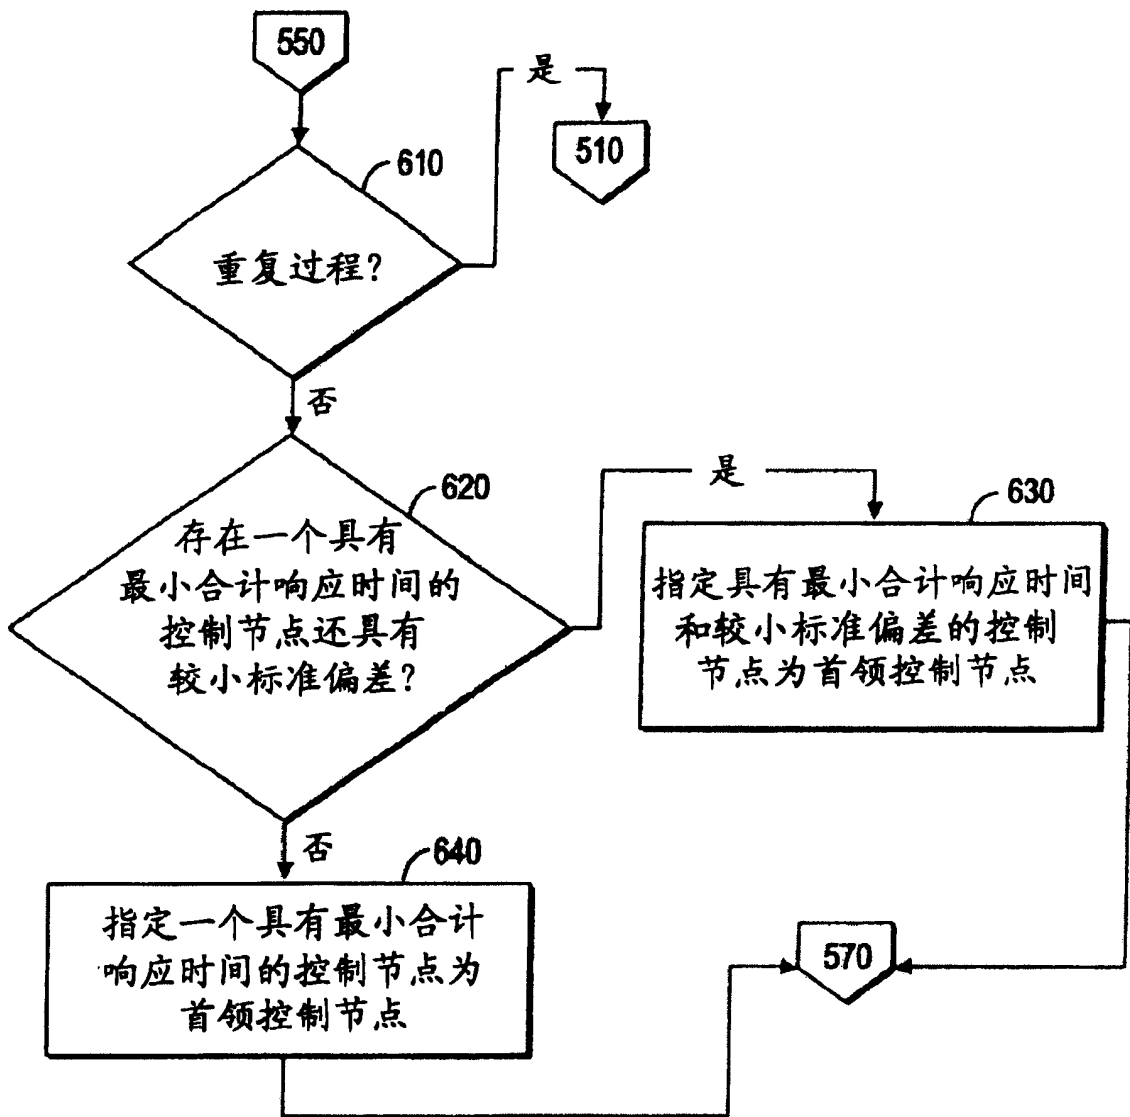 550
是
510
610
重复过程?
否
620
存在一个具有
最小合计响应时间的
控制节点还具有
较小标准偏差?
是
630
指定具有最小合计响应时间
和较小标准偏差的控制
节点为首领控制节点
否
640
指定一个具有最小合计
响应时间的控制节点为
首领控制节点
570